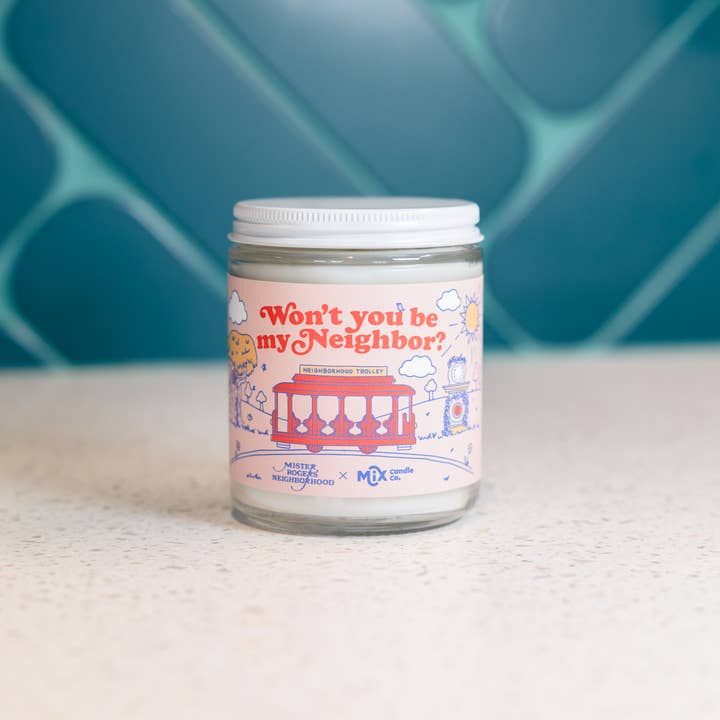 Won't you be
my Neighbor?
NEIGHBORHOOD TROLLEY
MISTER
ROGERS'
NEIGHBORHOOD
×
MiX Candle
Co.